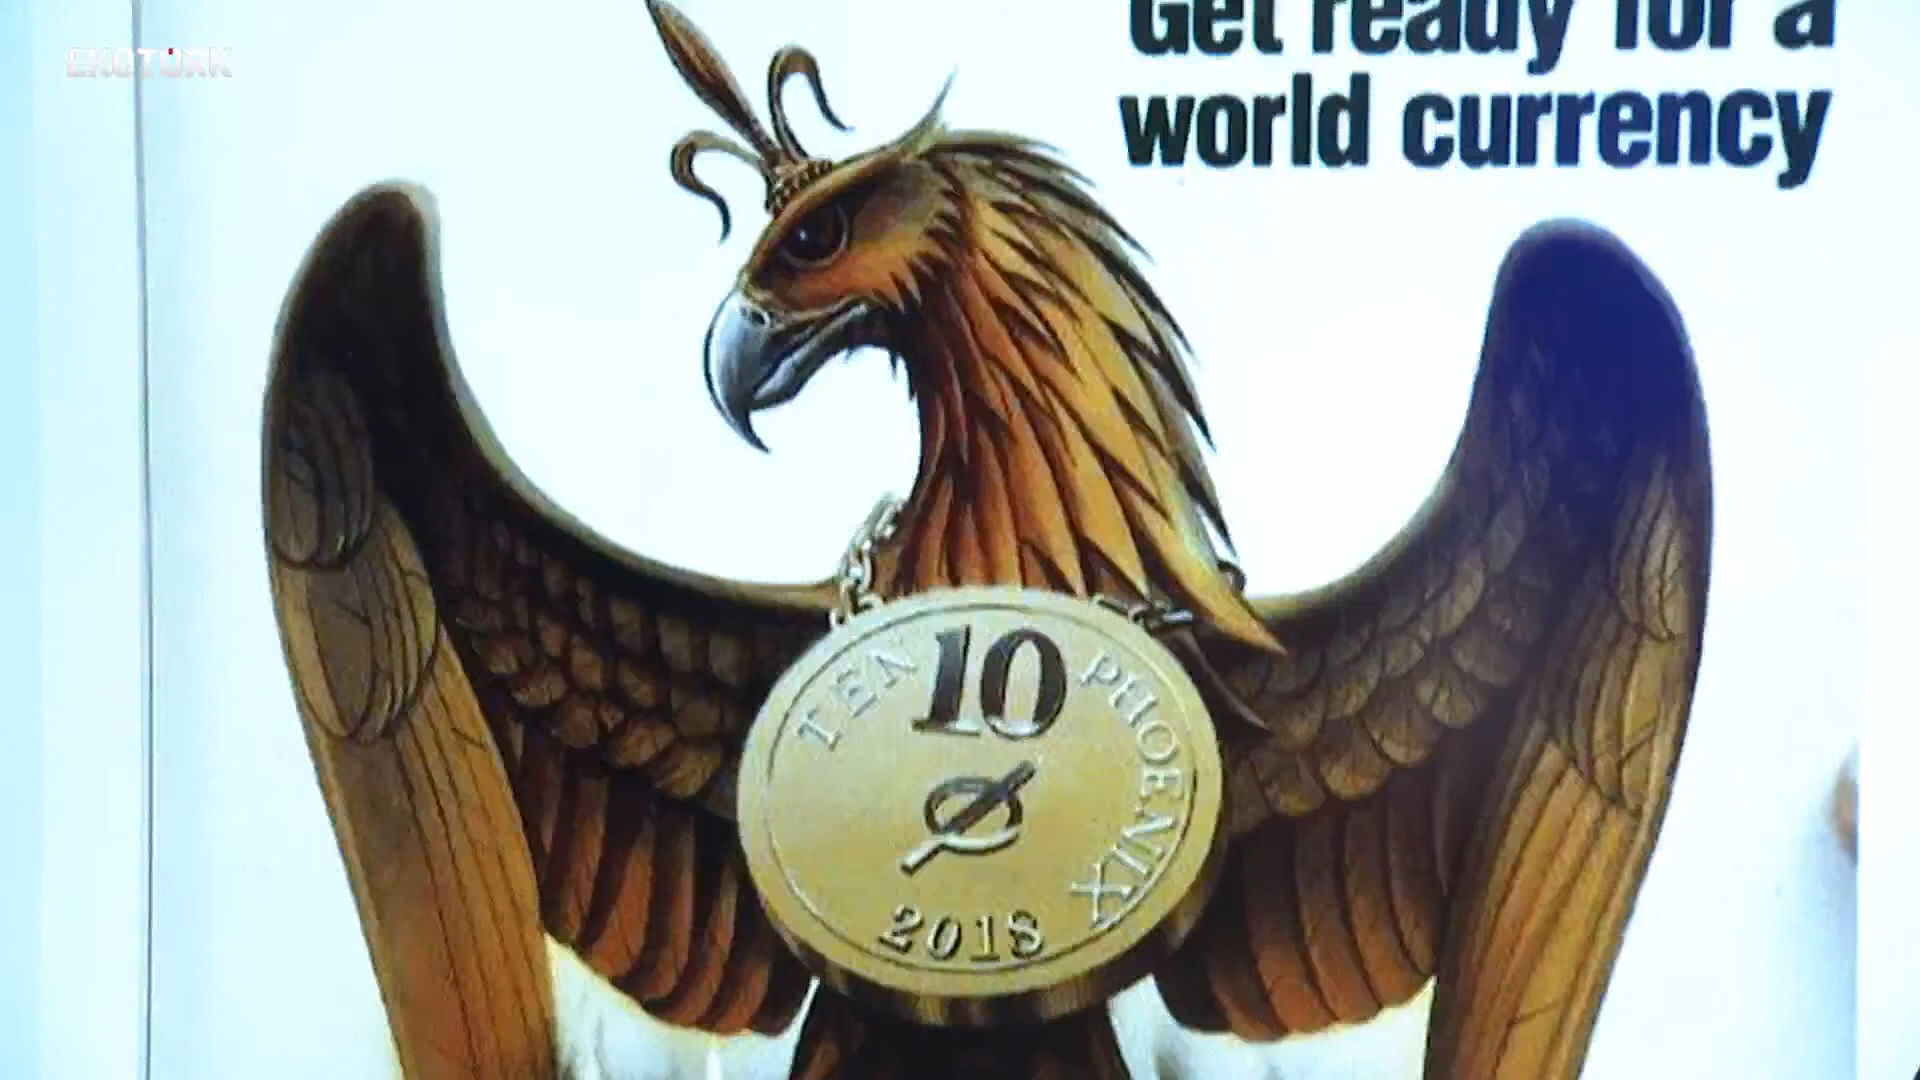 EKOTÜRK
Get ready for a
world currency
TEN 10 PHOENIX
2018